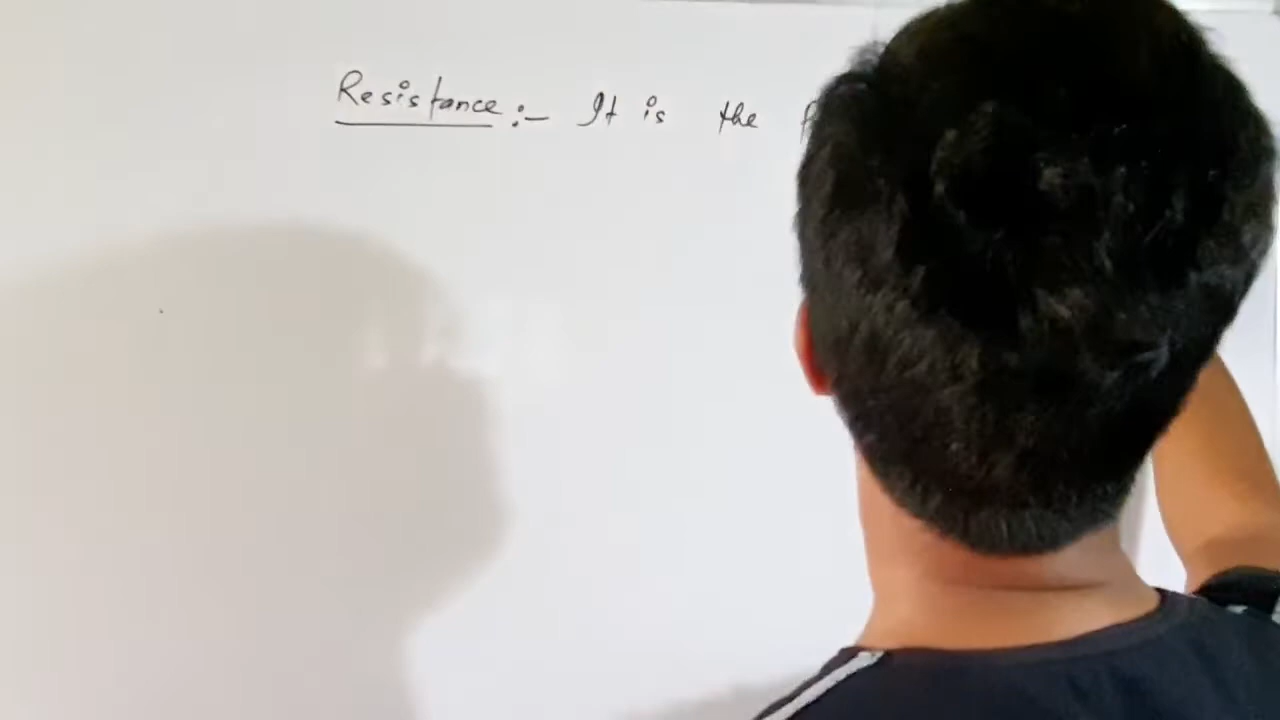 Resistance :- It is the